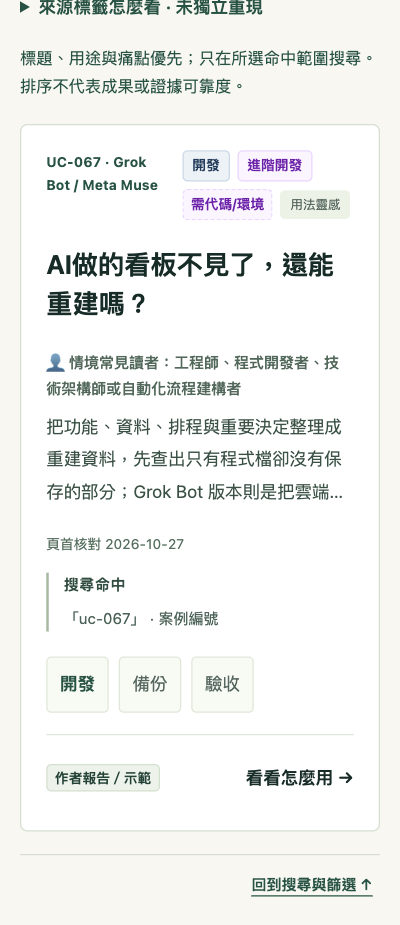 ▶ 來源標籤怎麼看 · 未獨立重現
標題、用途與痛點優先；只在所選命中範圍搜尋。
排序不代表成果或證據可靠度。
UC-067 · Grok
Bot / Meta Muse
開發
進階開發
需代碼/環境
用法靈感
AI做的看板不見了，還能
重建嗎？
👤 情境常見讀者：工程師、程式開發者、技
術架構師或自動化流程建構者
把功能、資料、排程與重要決定整理成
重建資料，先查出只有程式檔卻沒有保
存的部分；Grok Bot 版本則是把雲端…
頁首核對 2026-10-27
搜尋命中
「uc-067」 · 案例編號
開發
備份
驗收
作者報告 / 示範
看看怎麼用 →
回到搜尋與篩選 ↑